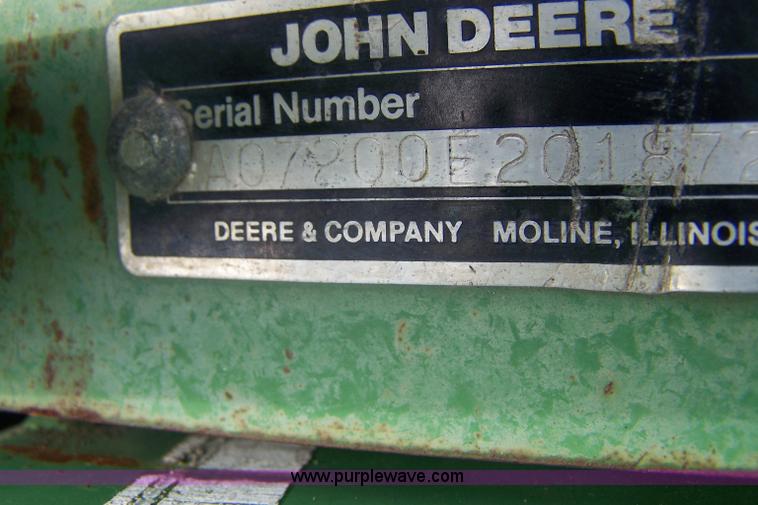 JOHN DEERE
Serial Number
A07200E201872
DEERE & COMPANY MOLINE, ILLINOIS
www.purplewave.com